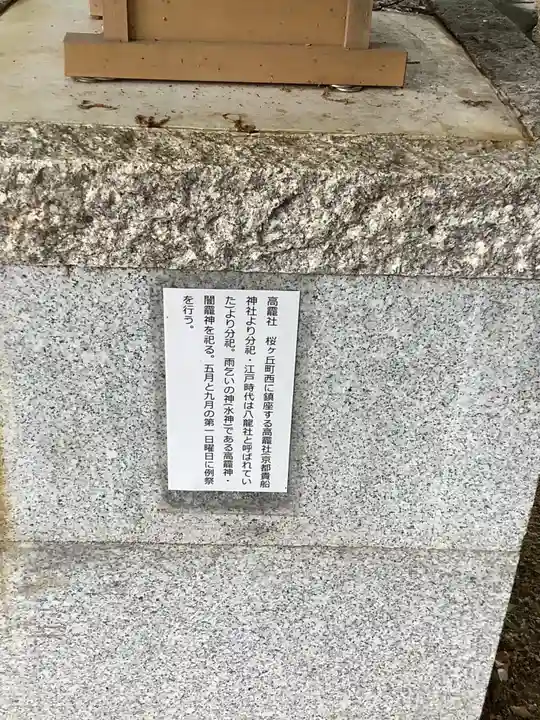 高龗社　桜ヶ丘町西に鎮座する高龗社(京都貴船
神社より分祀・江戸時代は八龍社と呼ばれてい
た)より分祀。雨乞いの神(水神)である高龗神・
闇龗神を祀る。五月と九月の第一日曜日に例祭
を行う。